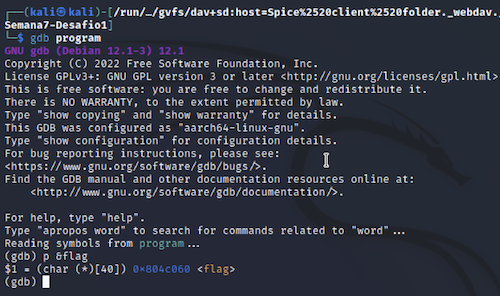 ┌──(kali㉿kali)-[/run/…/gvfs/dav+sd:host=Spice%2520client%2520folder._webdav._
Semana7-Desafio1]
└─$ gdb program
GNU gdb (Debian 12.1-3) 12.1
Copyright (C) 2022 Free Software Foundation, Inc.
License GPLv3+: GNU GPL version 3 or later <http://gnu.org/licenses/gpl.html>
This is free software: you are free to change and redistribute it.
There is NO WARRANTY, to the extent permitted by law.
Type "show copying" and "show warranty" for details.
This GDB was configured as "aarch64-linux-gnu".
Type "show configuration" for configuration details.
For bug reporting instructions, please see:
<https://www.gnu.org/software/gdb/bugs/>.
Find the GDB manual and other documentation resources online at:
    <http://www.gnu.org/software/gdb/documentation/>.

For help, type "help".
Type "apropos word" to search for commands related to "word"...
Reading symbols from program...
(gdb) p &flag
$1 = (char (*)[40]) 0x804c060 <flag>
(gdb)